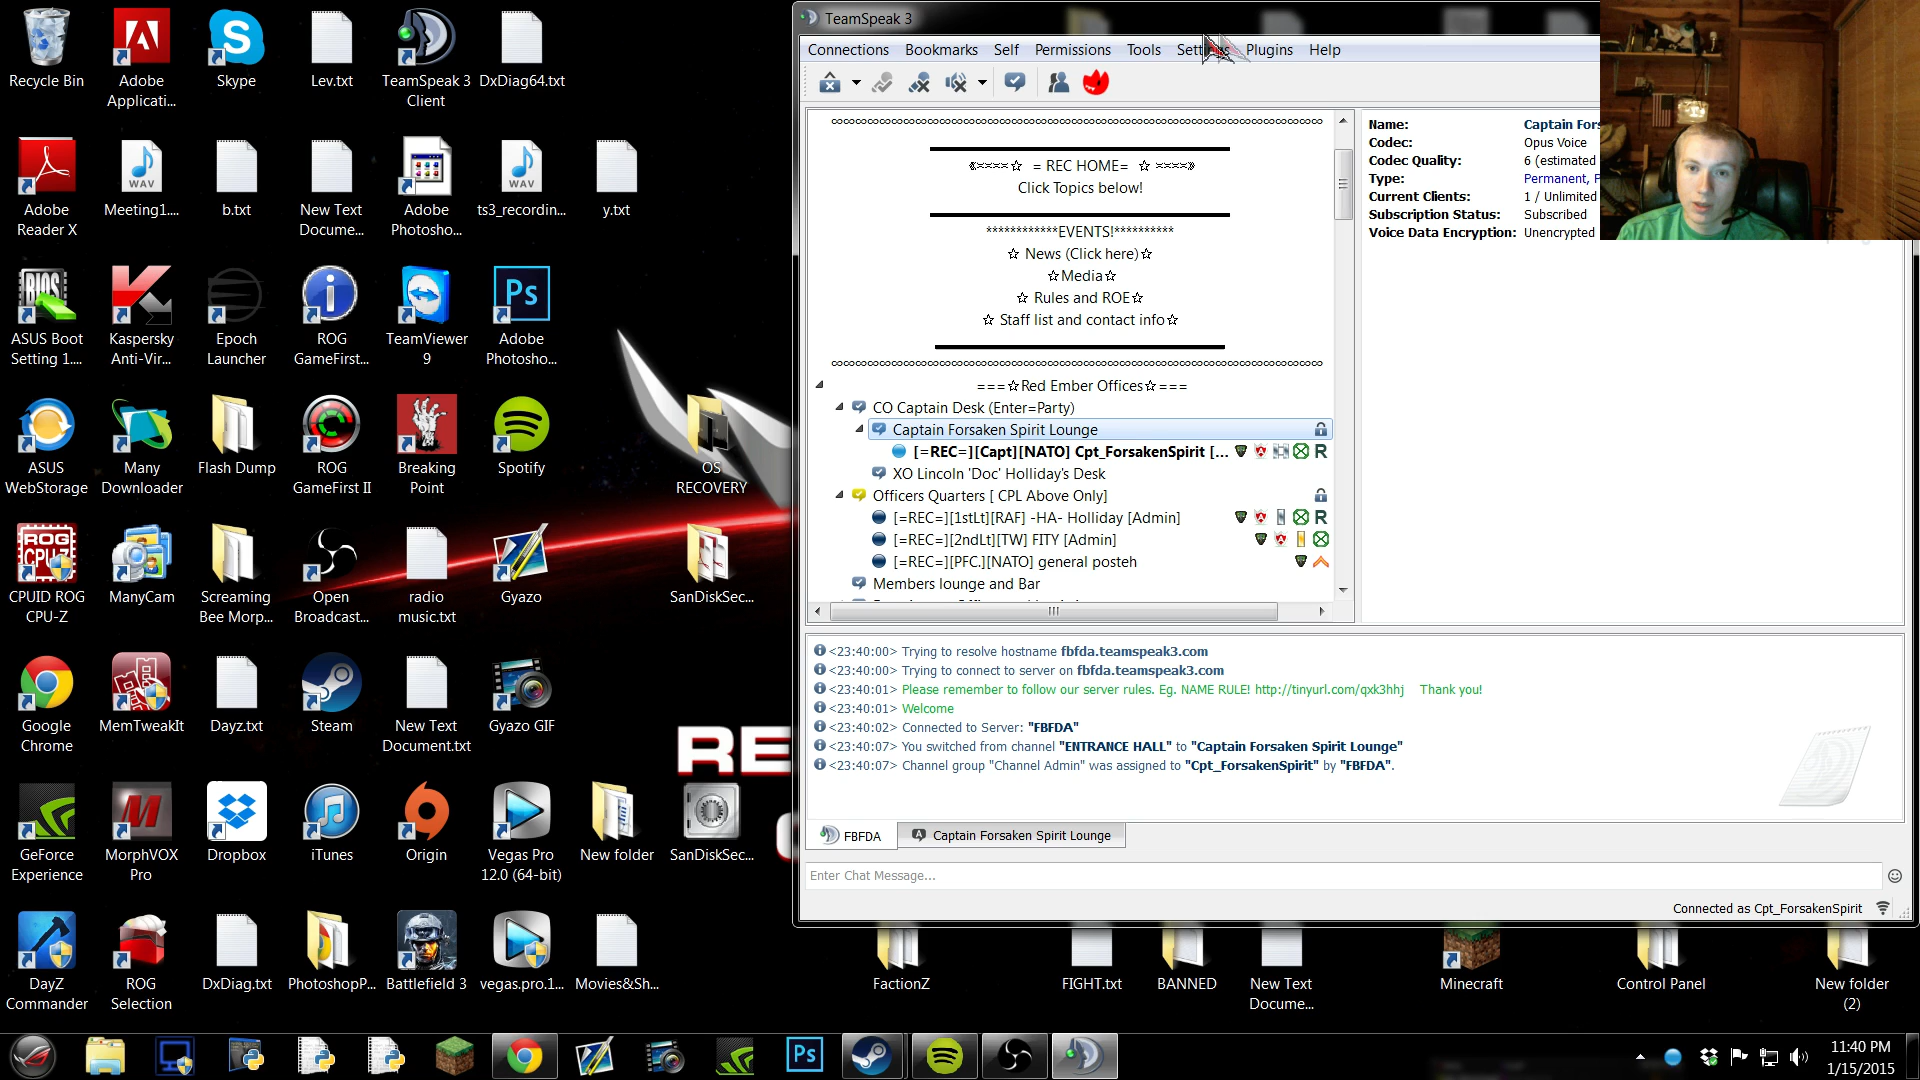 Recycle Bin
Adobe
Applicati...
Skype
Lev.txt
TeamSpeak 3
Client
DxDiag64.txt
Adobe
Reader X
Meeting1....
b.txt
New Text
Docume...
Adobe
Photosho...
ts3_recordin...
y.txt
WAV
WAV
BIOS
ASUS Boot
Setting 1....
Kaspersky
Anti-Vir...
Epoch
Launcher
ROG
GameFirst...
TeamViewer
9
Ps
Adobe
Photosho...
ASUS
WebStorage
Many
Downloader
Flash Dump
ROG
GameFirst II
Breaking
Point
Spotify
OS
RECOVERY
ROG
CPU-Z
CPUID ROG
CPU-Z
ManyCam
Screaming
Bee Morp...
Open
Broadcast...
radio
music.txt
Gyazo
SanDiskSec...
Google
Chrome
MemTweakIt
Dayz.txt
Steam
New Text
Document.txt
Gyazo GIF
RE
GeForce
Experience
MorphVOX
Pro
Dropbox
iTunes
Origin
Vegas Pro
12.0 (64-bit)
New folder
SanDiskSec...
DayZ
Commander
ROG
Selection
DxDiag.txt
PhotoshopP...
Battlefield 3
vegas.pro.1...
Movies&Sh...
FactionZ
FIGHT.txt
BANNED
New Text
Docume...
Minecraft
Control Panel
New folder
(2)
TeamSpeak 3
Connections Bookmarks Self Permissions Tools Settings Plugins Help
= REC HOME= ☆
Click Topics below!
************EVENTS!**********
☆ News (Click here)☆
☆Media☆
☆ Rules and ROE☆
☆ Staff list and contact info☆
===☆Red Ember Offices☆===
CO Captain Desk (Enter=Party)
Captain Forsaken Spirit Lounge
[=REC=][Capt][NATO] Cpt_ForsakenSpirit [... R
XO Lincoln 'Doc' Holliday's Desk
Officers Quarters [ CPL Above Only]
[=REC=][1stLt][RAF] -HA- Holliday [Admin] R
[=REC=][2ndLt][TW] FITY [Admin]
[=REC=][PFC.][NATO] general posteh
Members lounge and Bar
Name: Captain Fors
Codec: Opus Voice
Codec Quality: 6 (estimated
Type: Permanent, P
Current Clients: 1 / Unlimited
Subscription Status: Subscribed
Voice Data Encryption: Unencrypted
<23:40:00> Trying to resolve hostname fbfda.teamspeak3.com
<23:40:00> Trying to connect to server on fbfda.teamspeak3.com
<23:40:01> Please remember to follow our server rules. Eg. NAME RULE! http://tinyurl.com/qxk3hhj Thank you!
<23:40:01> Welcome
<23:40:02> Connected to Server: "FBFDA"
<23:40:07> You switched from channel "ENTRANCE HALL" to "Captain Forsaken Spirit Lounge"
<23:40:07> Channel group "Channel Admin" was assigned to "Cpt_ForsakenSpirit" by "FBFDA".
FBFDA
Captain Forsaken Spirit Lounge
Enter Chat Message...
Connected as Cpt_ForsakenSpirit
Ps
11:40 PM
1/15/2015